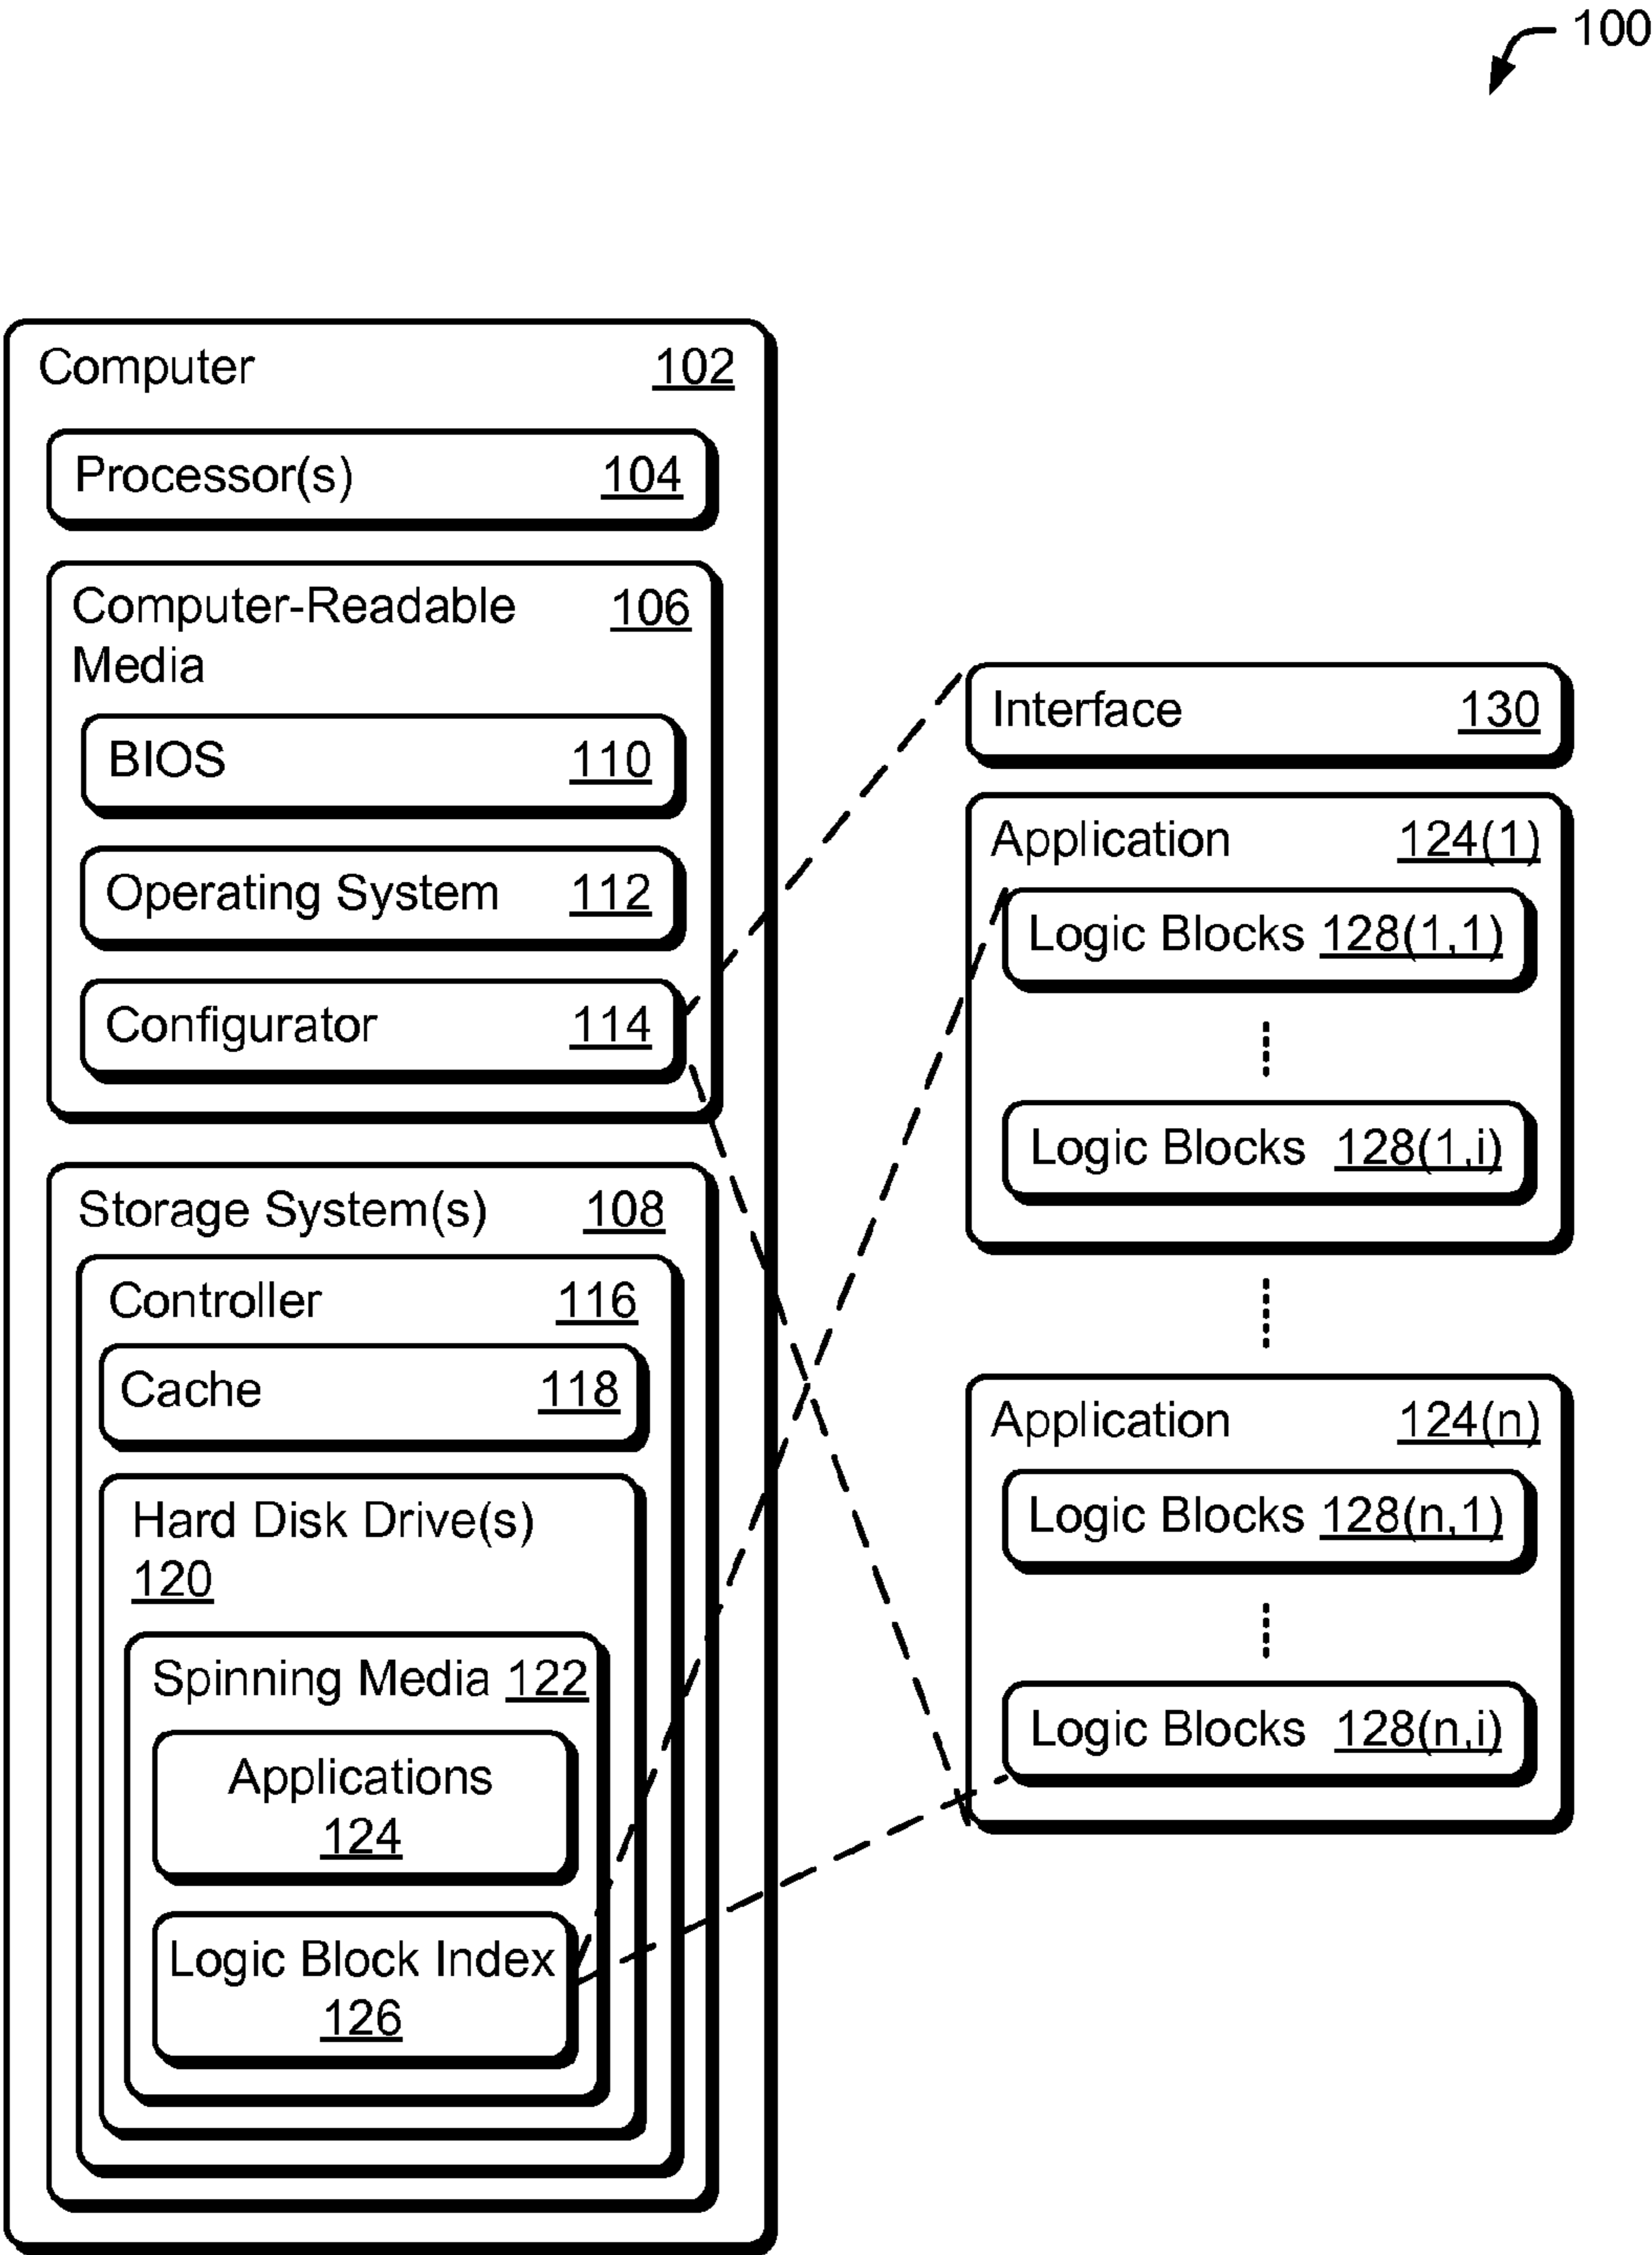 100
Computer 102
Processor(s) 104
Computer-Readable 106
Media
BIOS 110
Operating System 112
Configurator 114
Storage System(s) 108
Controller 116
Cache 118
Hard Disk Drive(s)
120
Spinning Media 122
Applications
124
Logic Block Index
126
Interface 130
Application 124(1)
Logic Blocks 128(1,1)
Logic Blocks 128(1,i)
Application 124(n)
Logic Blocks 128(n,1)
Logic Blocks 128(n,i)